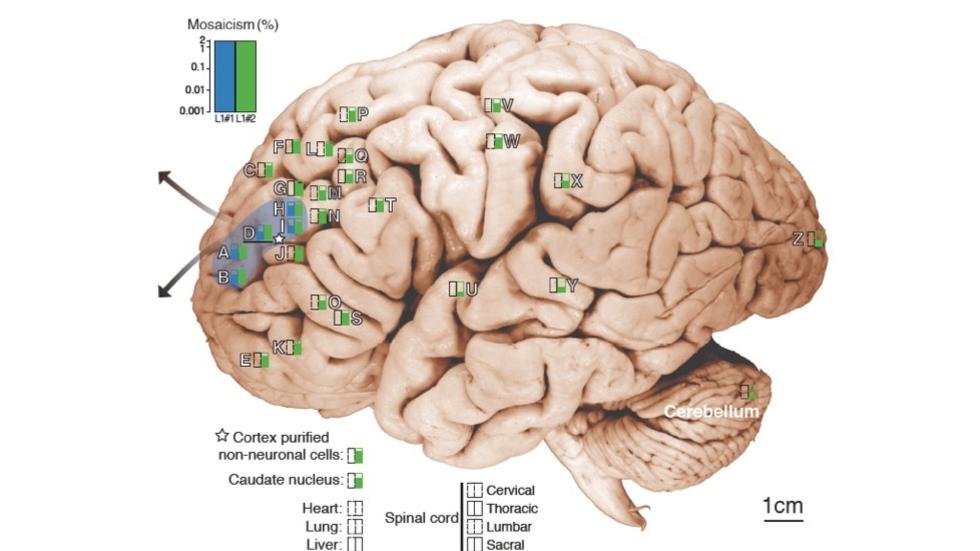 Mosaicism (%)
2
1
0.1
0.01
0.001
L1#1 L1#2
P
V
W
F
L
Q
C
R
X
G
M
H
N
T
D
I
Z
A
J
B
U
Y
O
S
K
E
Cerebellum
☆ Cortex purified
non-neuronal cells:
Caudate nucleus:
Heart:
Lung:
Liver:
Spinal cord
Cervical
Thoracic
Lumbar
Sacral
1cm